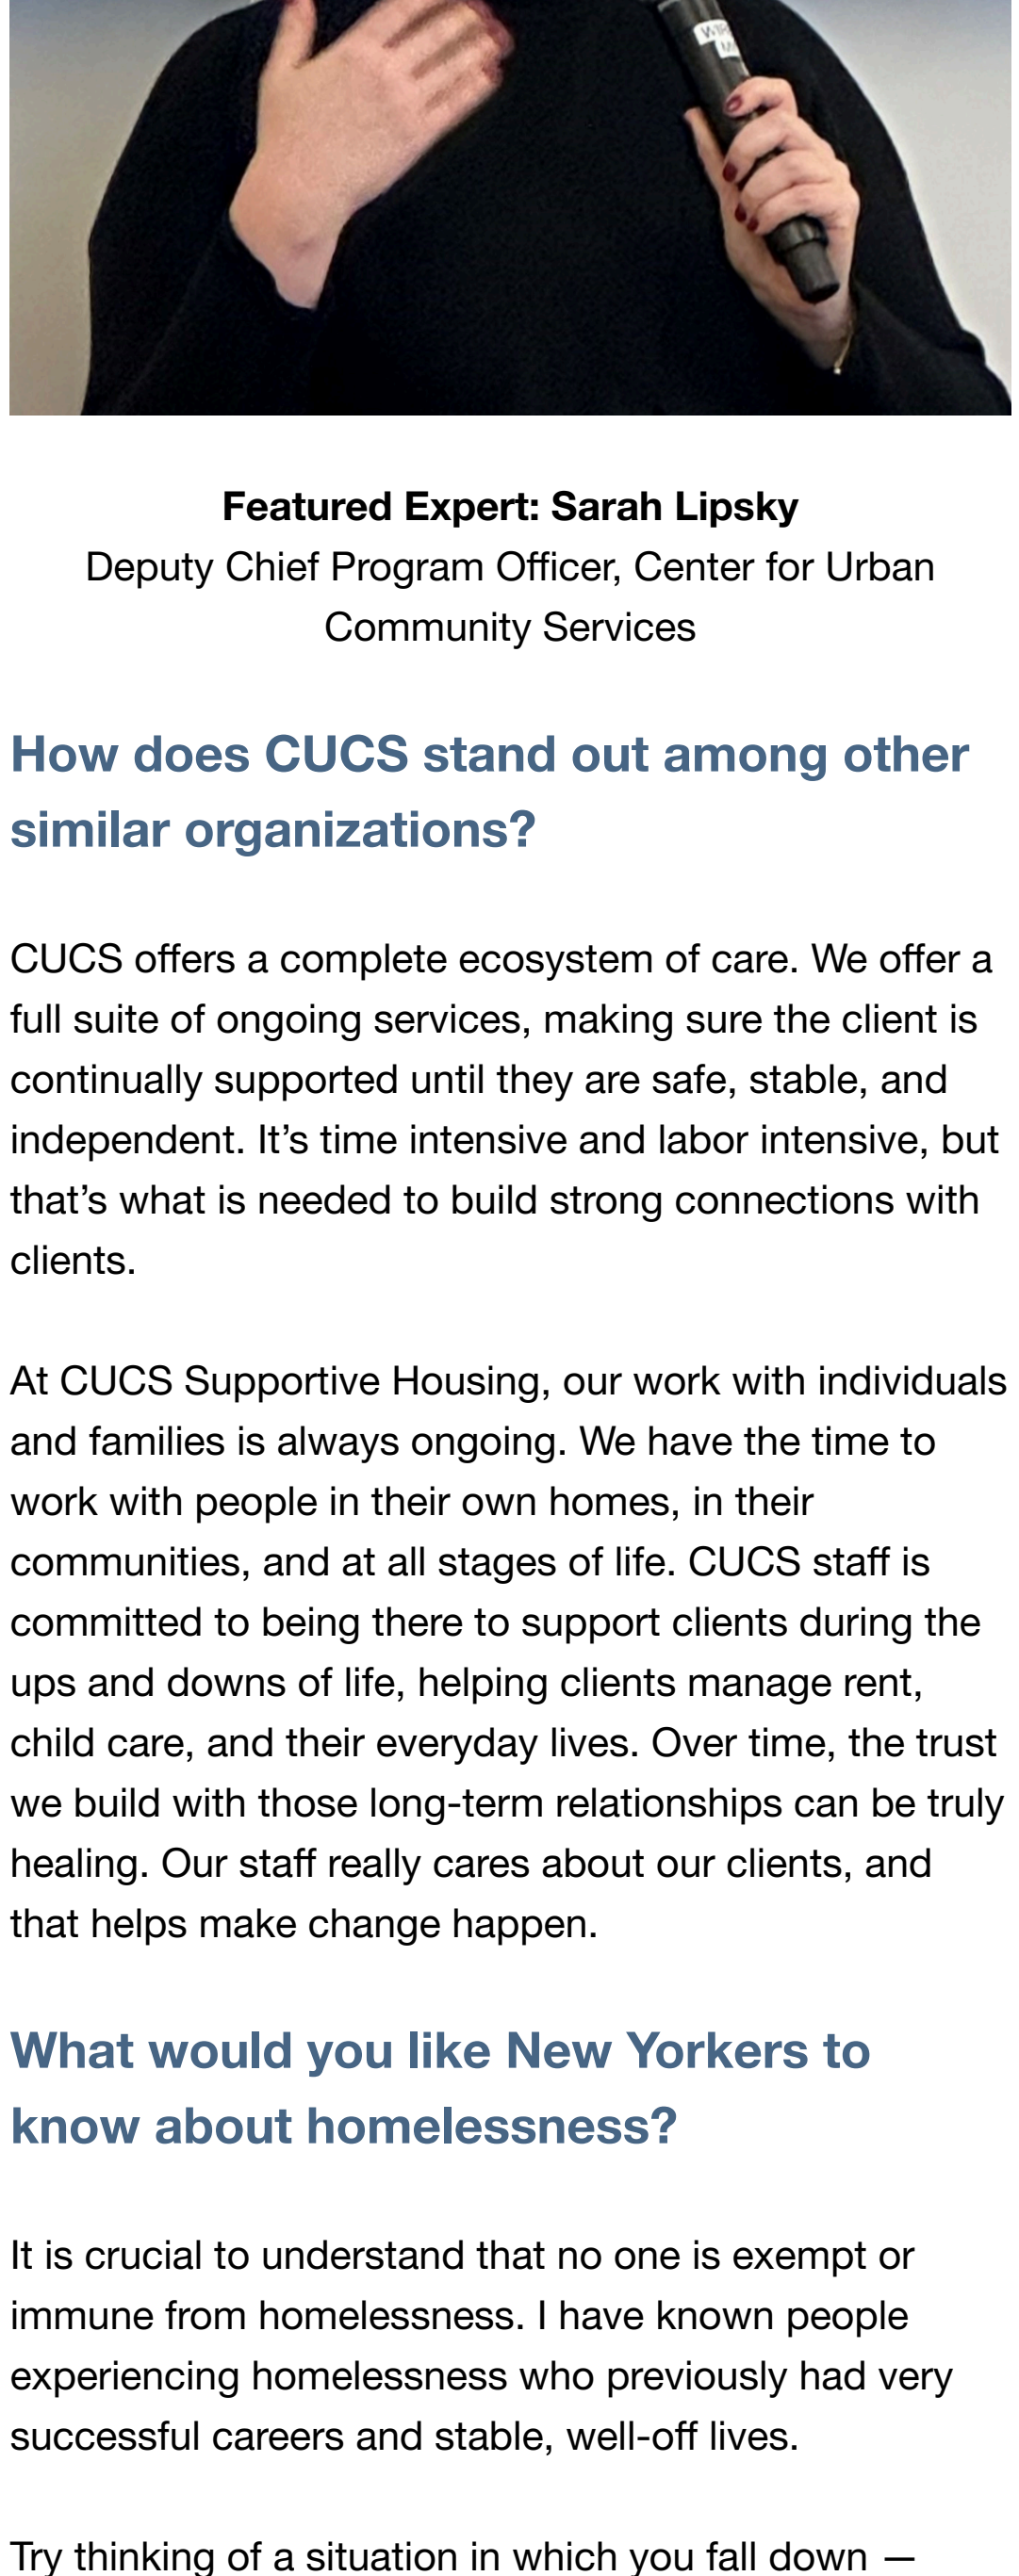 WIR
MI
Featured Expert: Sarah Lipsky
Deputy Chief Program Officer, Center for Urban
Community Services
How does CUCS stand out among other
similar organizations?
CUCS offers a complete ecosystem of care. We offer a
full suite of ongoing services, making sure the client is
continually supported until they are safe, stable, and
independent. It’s time intensive and labor intensive, but
that’s what is needed to build strong connections with
clients.
At CUCS Supportive Housing, our work with individuals
and families is always ongoing. We have the time to
work with people in their own homes, in their
communities, and at all stages of life. CUCS staff is
committed to being there to support clients during the
ups and downs of life, helping clients manage rent,
child care, and their everyday lives. Over time, the trust
we build with those long-term relationships can be truly
healing. Our staff really cares about our clients, and
that helps make change happen.
What would you like New Yorkers to
know about homelessness?
It is crucial to understand that no one is exempt or
immune from homelessness. I have known people
experiencing homelessness who previously had very
successful careers and stable, well-off lives.
Try thinking of a situation in which you fall down —